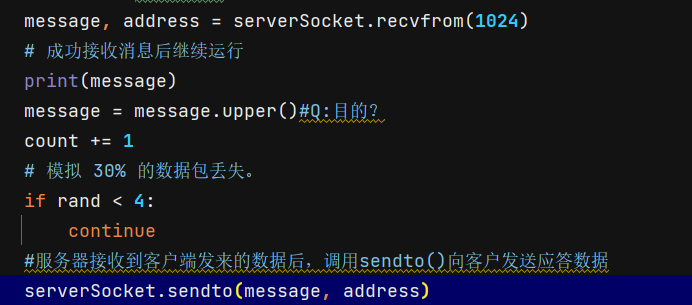 message, address = serverSocket.recvfrom(1024)
# 成功接收消息后继续运行
print(message)
message = message.upper()#Q:目的?
count += 1
# 模拟 30% 的数据包丢失。
if rand < 4:
    continue
#服务器接收到客户端发来的数据后，调用sendto()向客户发送应答数据
serverSocket.sendto(message, address)